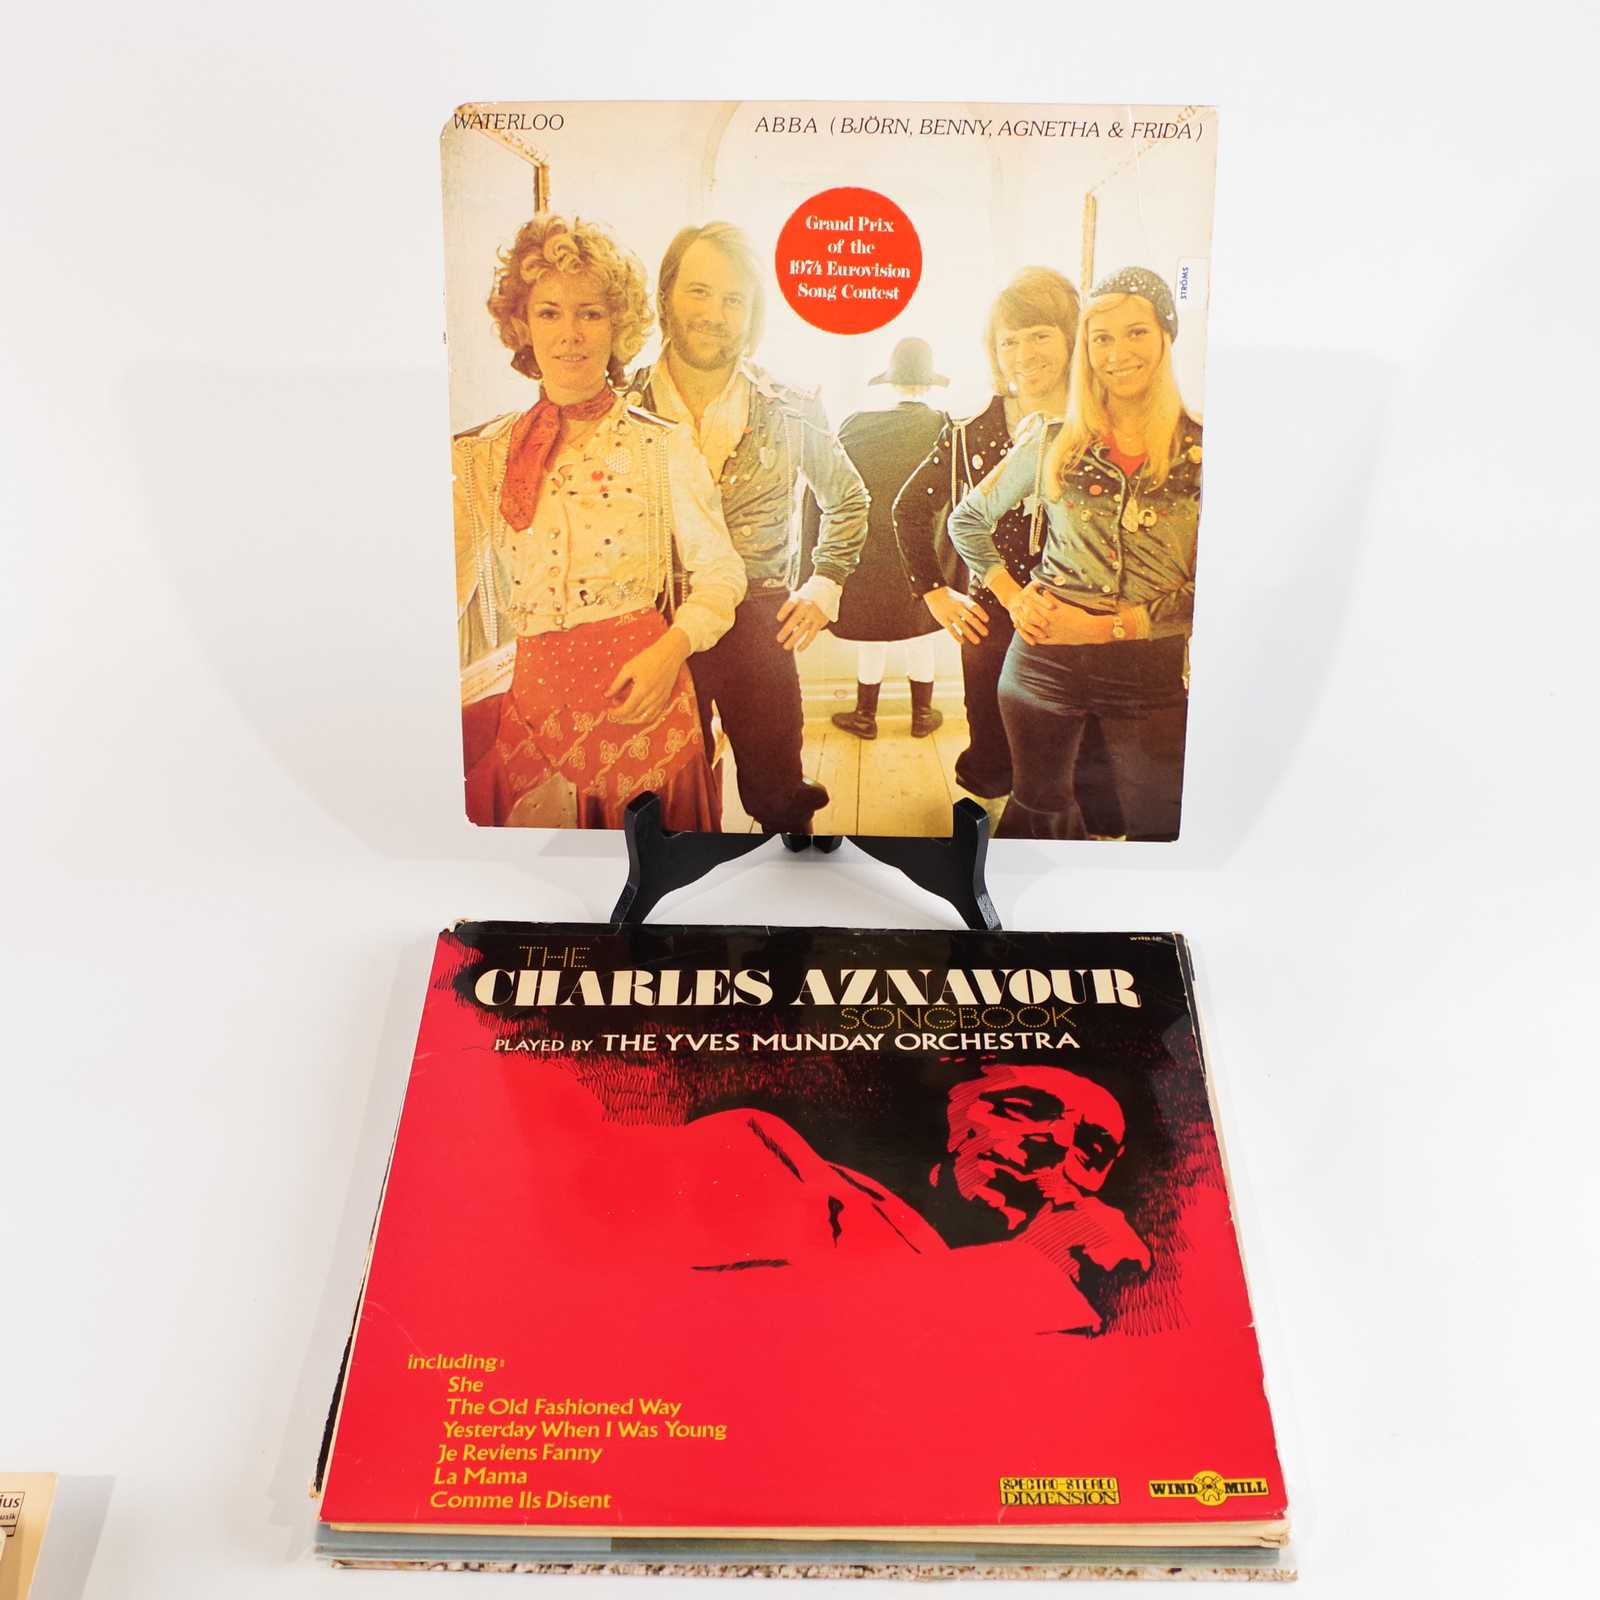 WATERLOO
ABBA (BJÖRN, BENNY, AGNETHA & FRIDA)
Grand Prix
of the
1974 Eurovision
Song Contest
STRÖMS
THE
CHARLES AZNAVOUR
SONGBOOK
PLAYED BY THE YVES MUNDAY ORCHESTRA
including:
She
The Old Fashioned Way
Yesterday When I Was Young
Je Reviens Fanny
La Mama
Comme Ils Disent
SPECTRO-STEREO
DIMENSION
WIND MILL
ius
usik